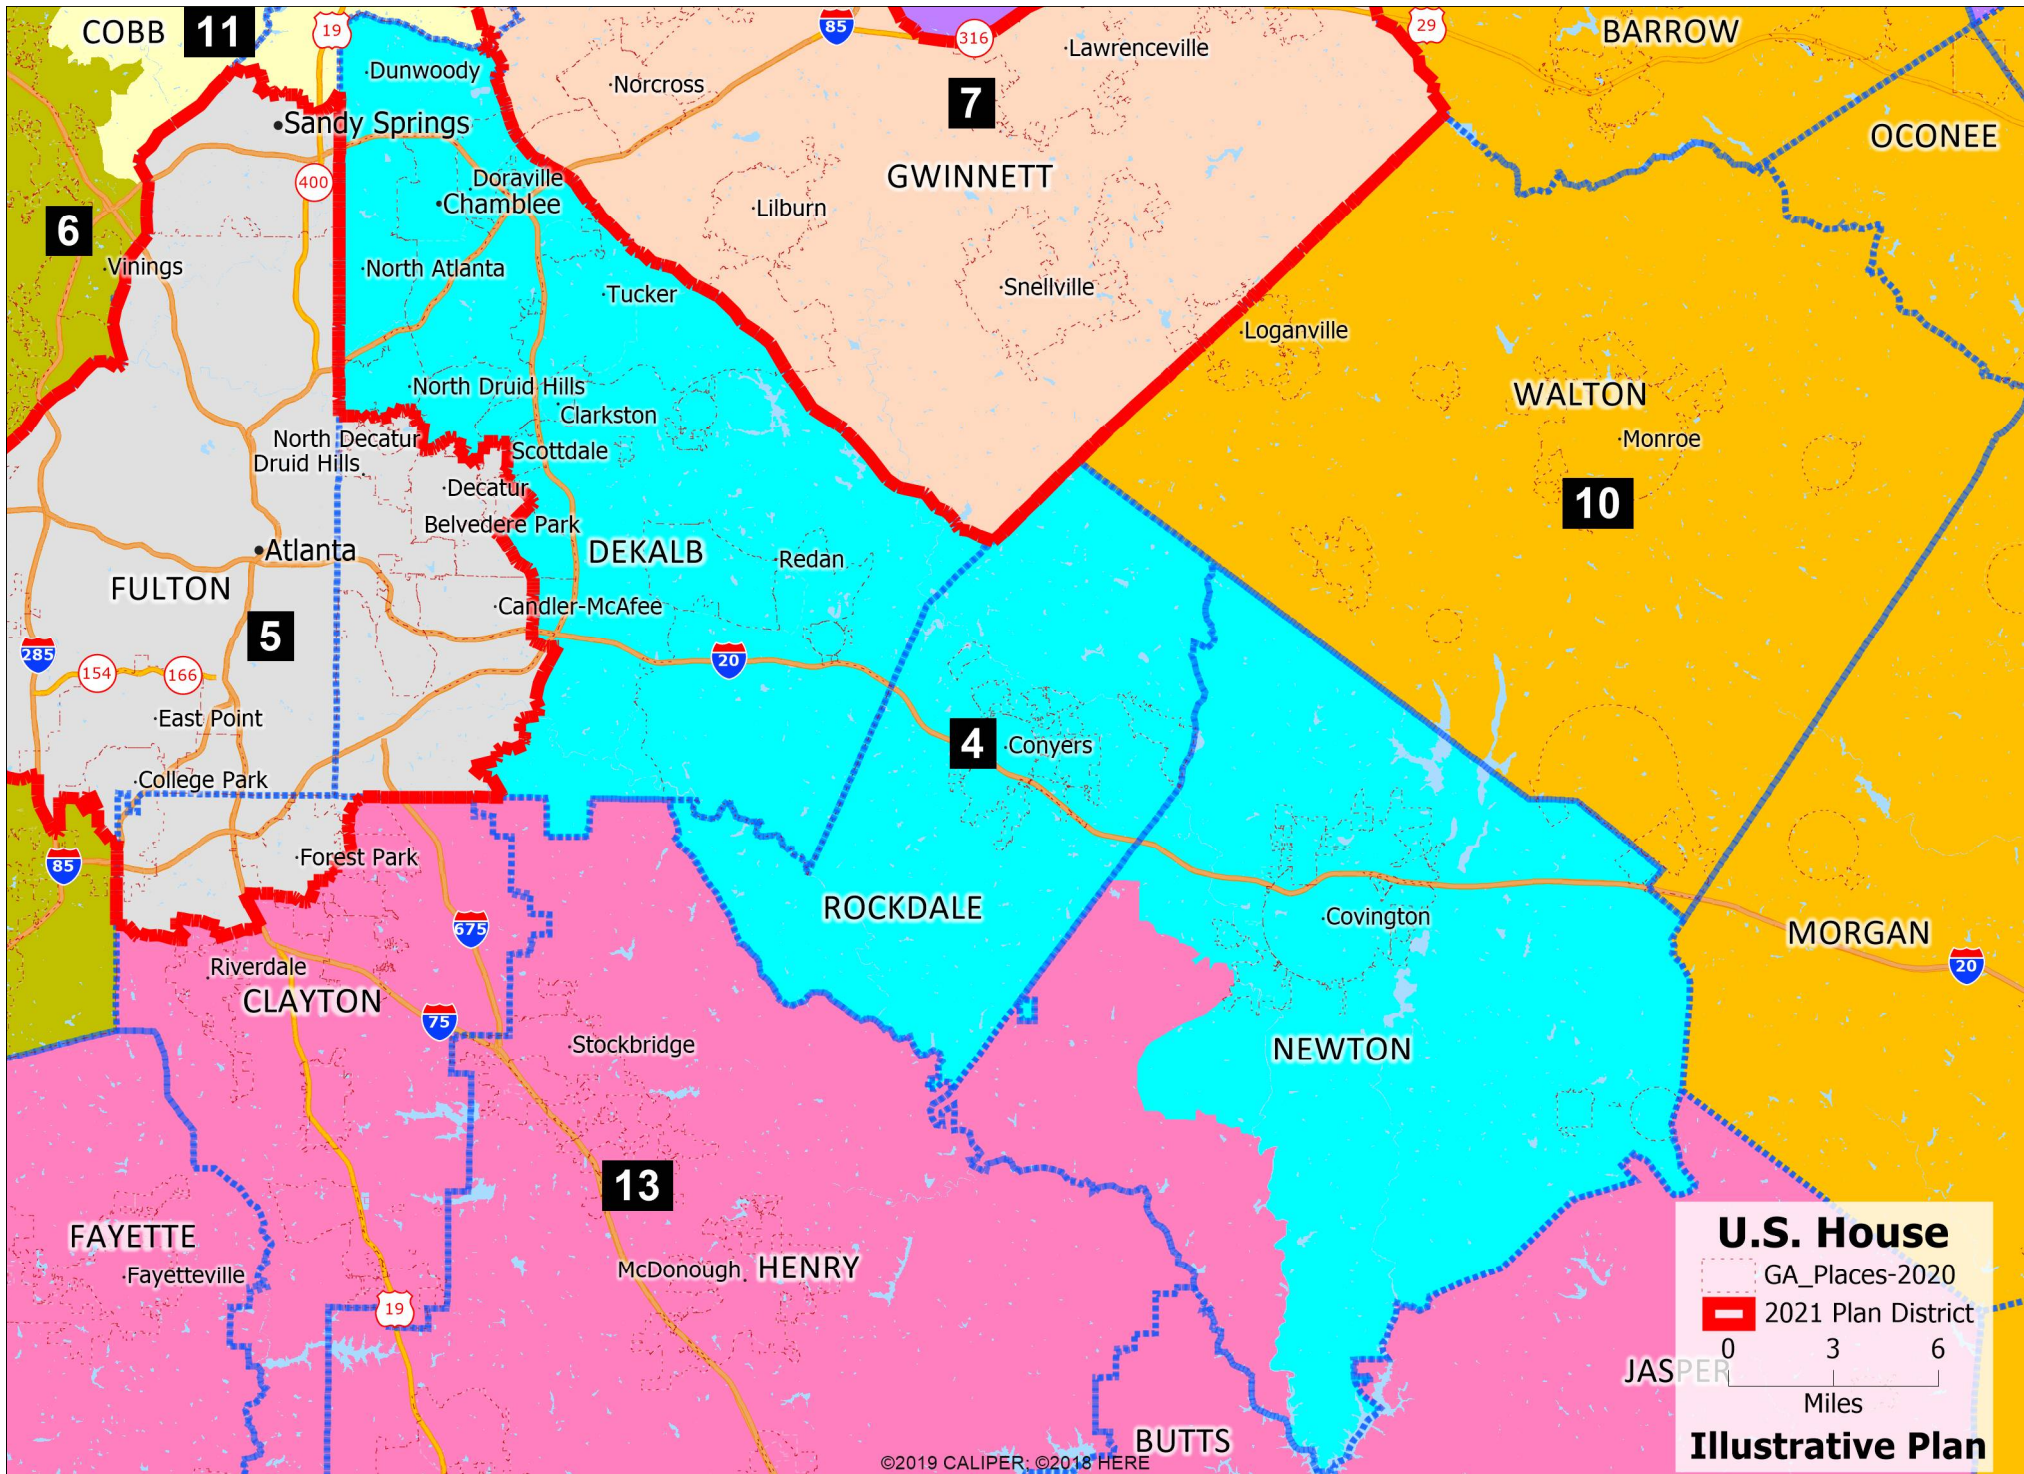 COBB
11
19
85
316
29
BARROW
Lawrenceville
Dunwoody
Norcross
7
Sandy Springs
OCONEE
GWINNETT
400
Doraville
Chamblee
Lilburn
6
Vinings
North Atlanta
Tucker
Snellville
Loganville
North Druid Hills
WALTON
Clarkston
North Decatur
Monroe
Scottdale
Druid Hills
Decatur
10
Belvedere Park
Atlanta
DEKALB
Redan
FULTON
Candler-McAfee
5
285
20
154
166
East Point
4
Conyers
College Park
Forest Park
85
ROCKDALE
Covington
675
MORGAN
Riverdale
20
CLAYTON
75
Stockbridge
NEWTON
13
FAYETTE
Fayetteville
McDonough
HENRY
19
U.S. House
GA_Places-2020
2021 Plan District
0 3 6
Miles
JASPER
Illustrative Plan
BUTTS
©2019 CALIPER; ©2018 HERE